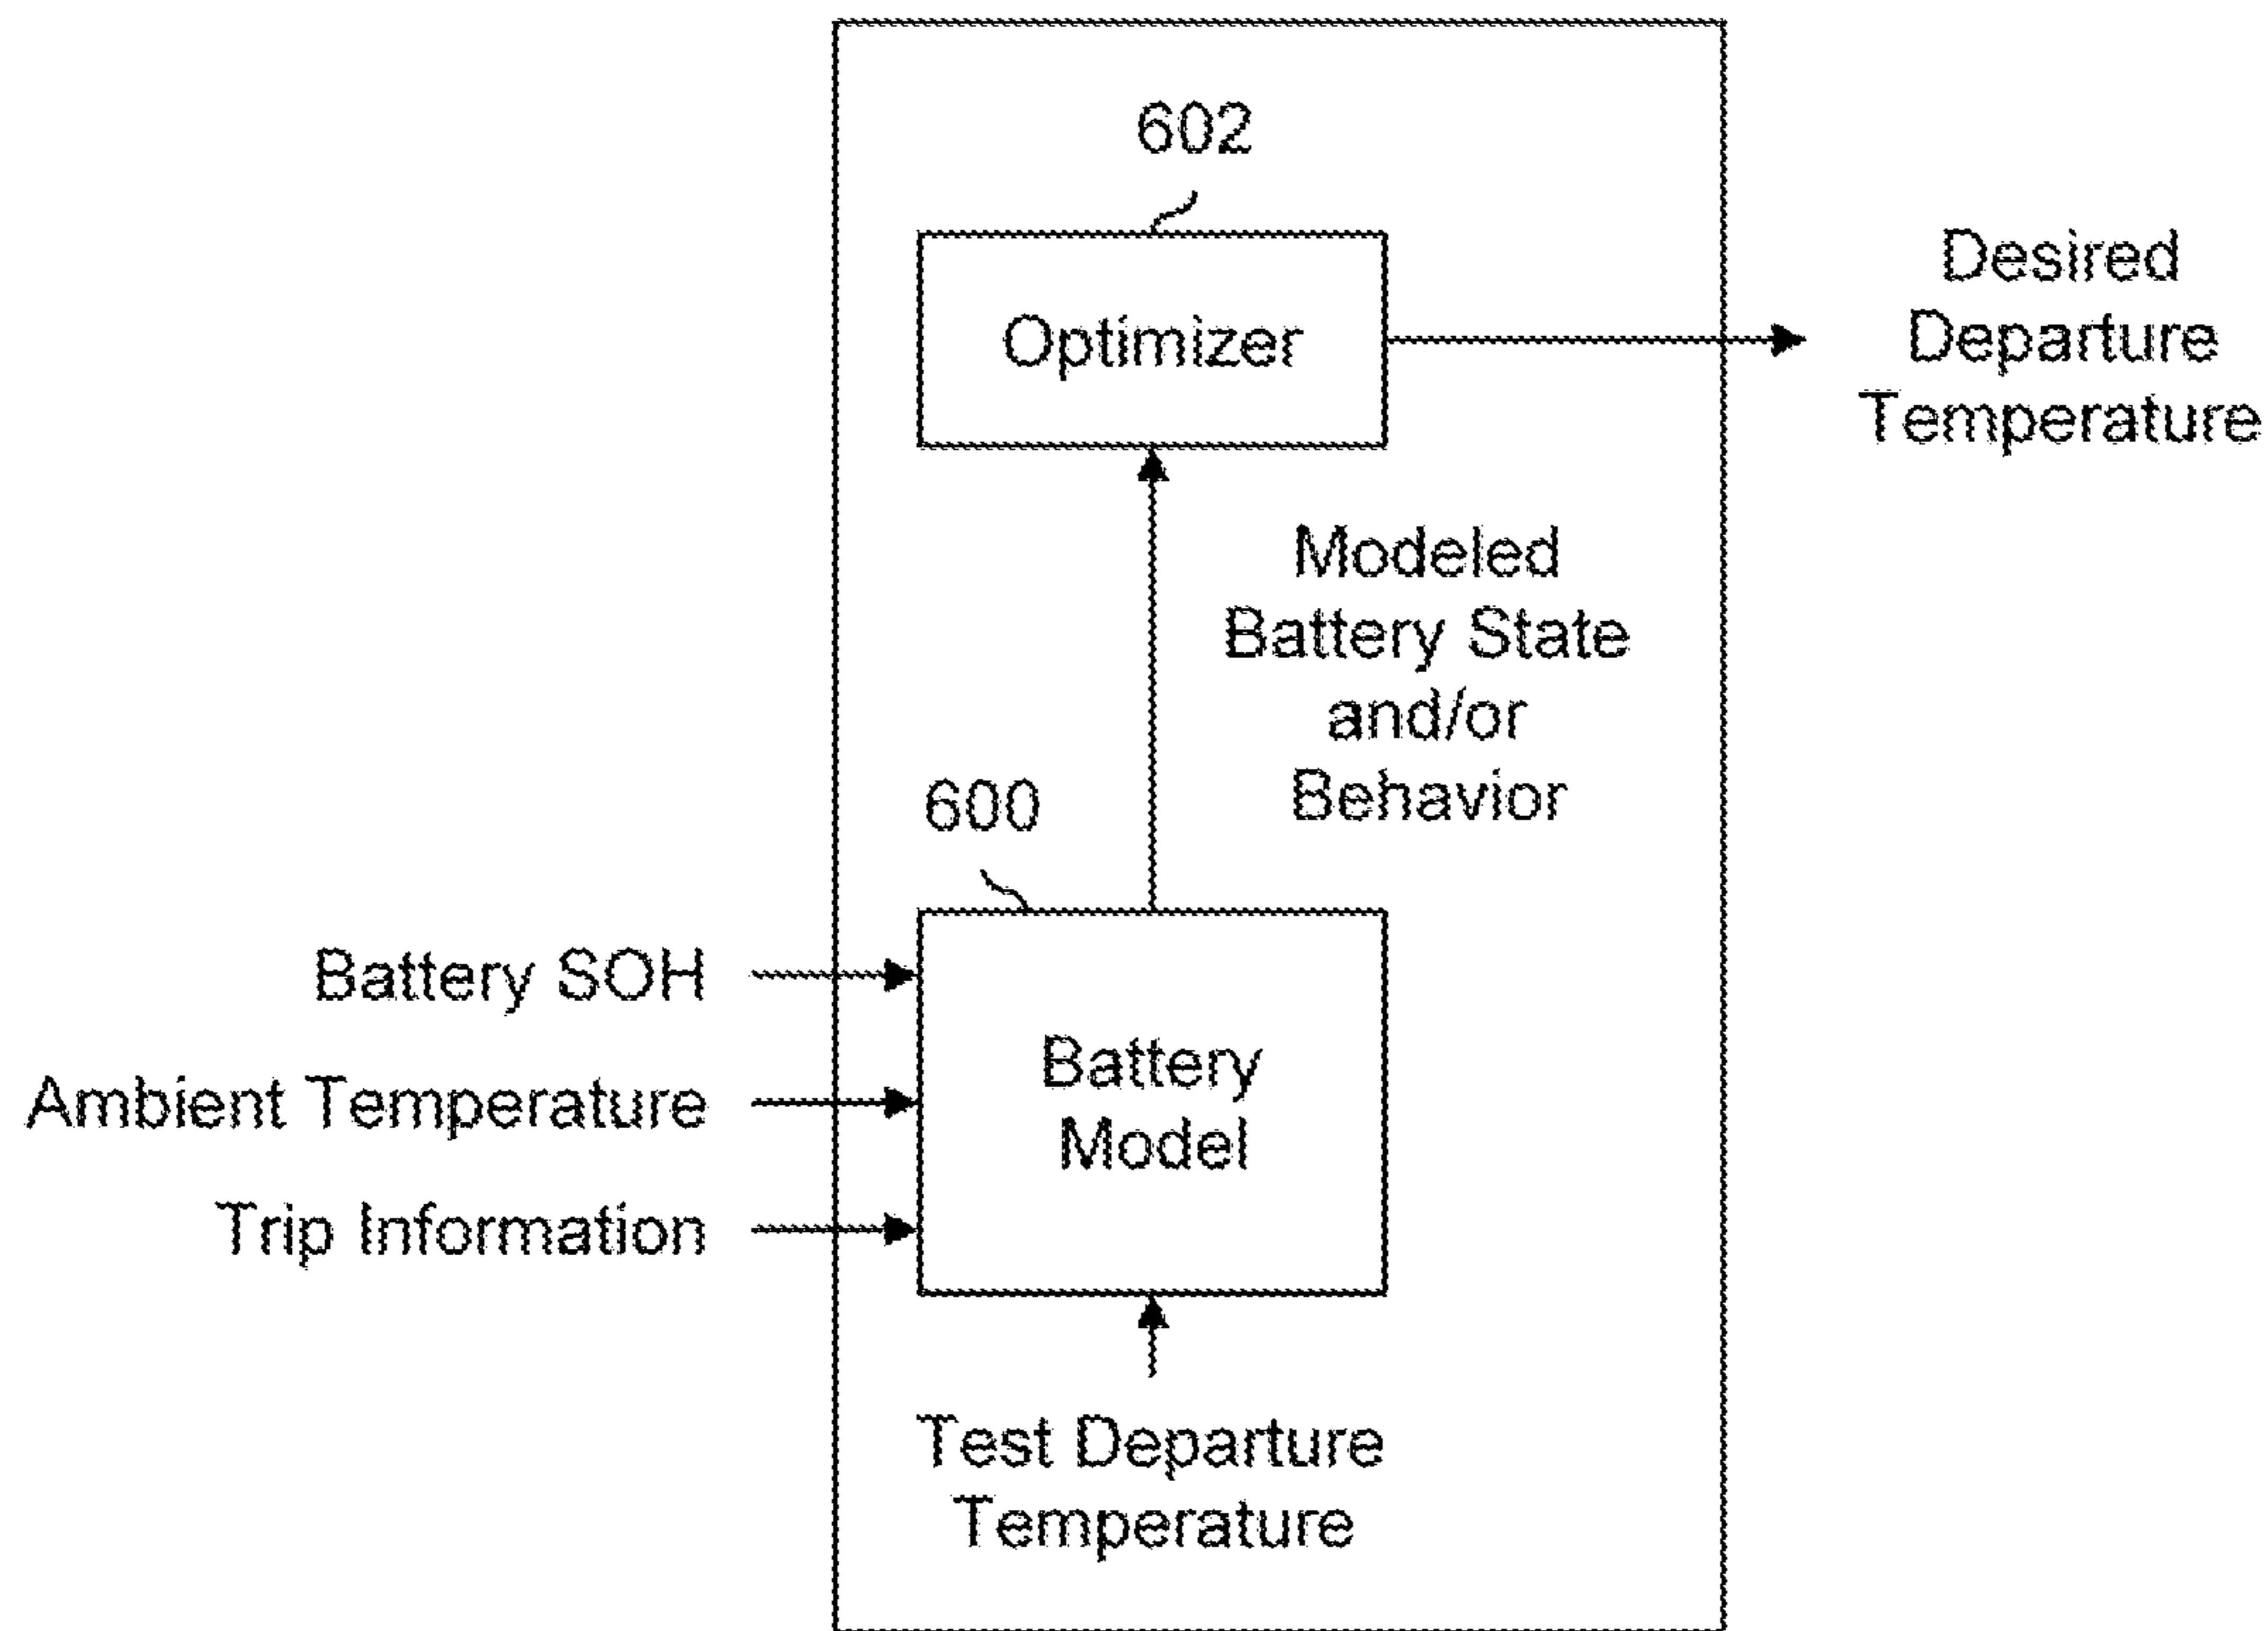 602
Optimizer
Desired
Departure
Temperature
Modeled
Battery State
and/or
Behavior
600
Battery SOH
Ambient Temperature
Trip Information
Battery
Model
Test Departure
Temperature